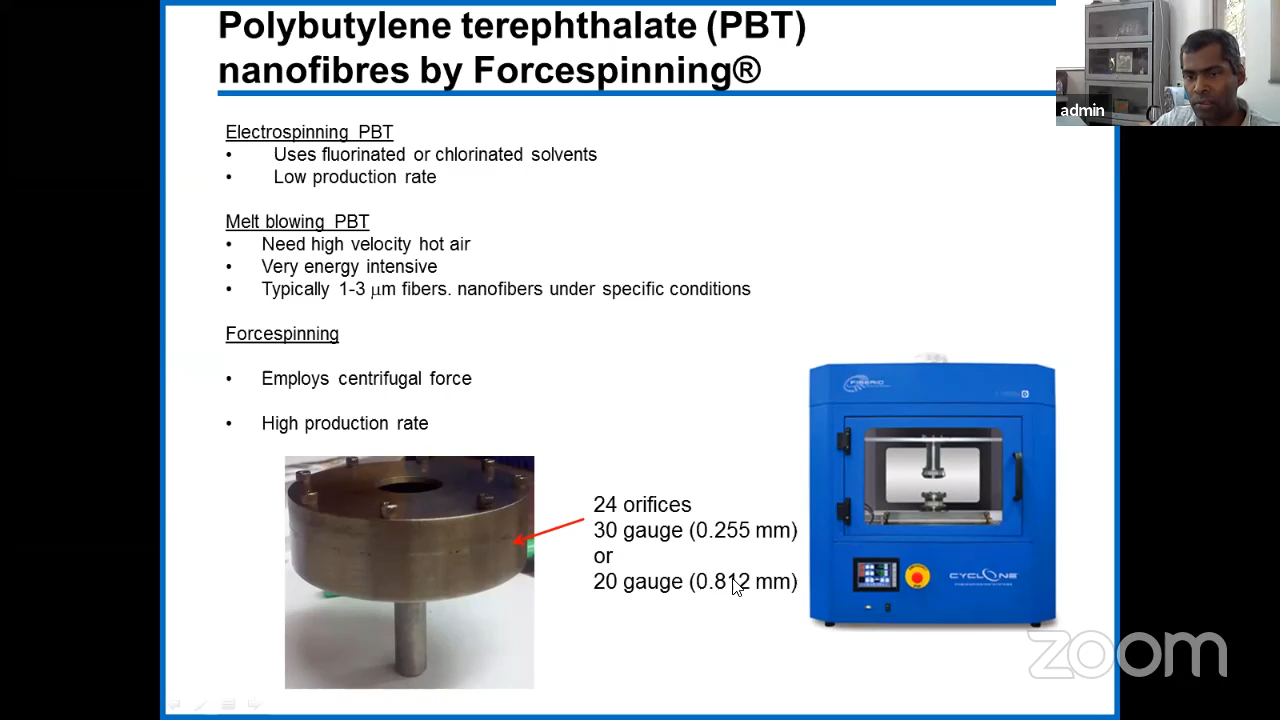 Polybutylene terephthalate (PBT)
nanofibres by Forcespinning®
admin
Electrospinning PBT
• Uses fluorinated or chlorinated solvents
• Low production rate
Melt blowing PBT
• Need high velocity hot air
• Very energy intensive
• Typically 1-3 μm fibers. nanofibers under specific conditions
Forcespinning
• Employs centrifugal force
• High production rate
24 orifices
30 gauge (0.255 mm)
or
20 gauge (0.812 mm)
FIBERIO
CYCLONE
zoom